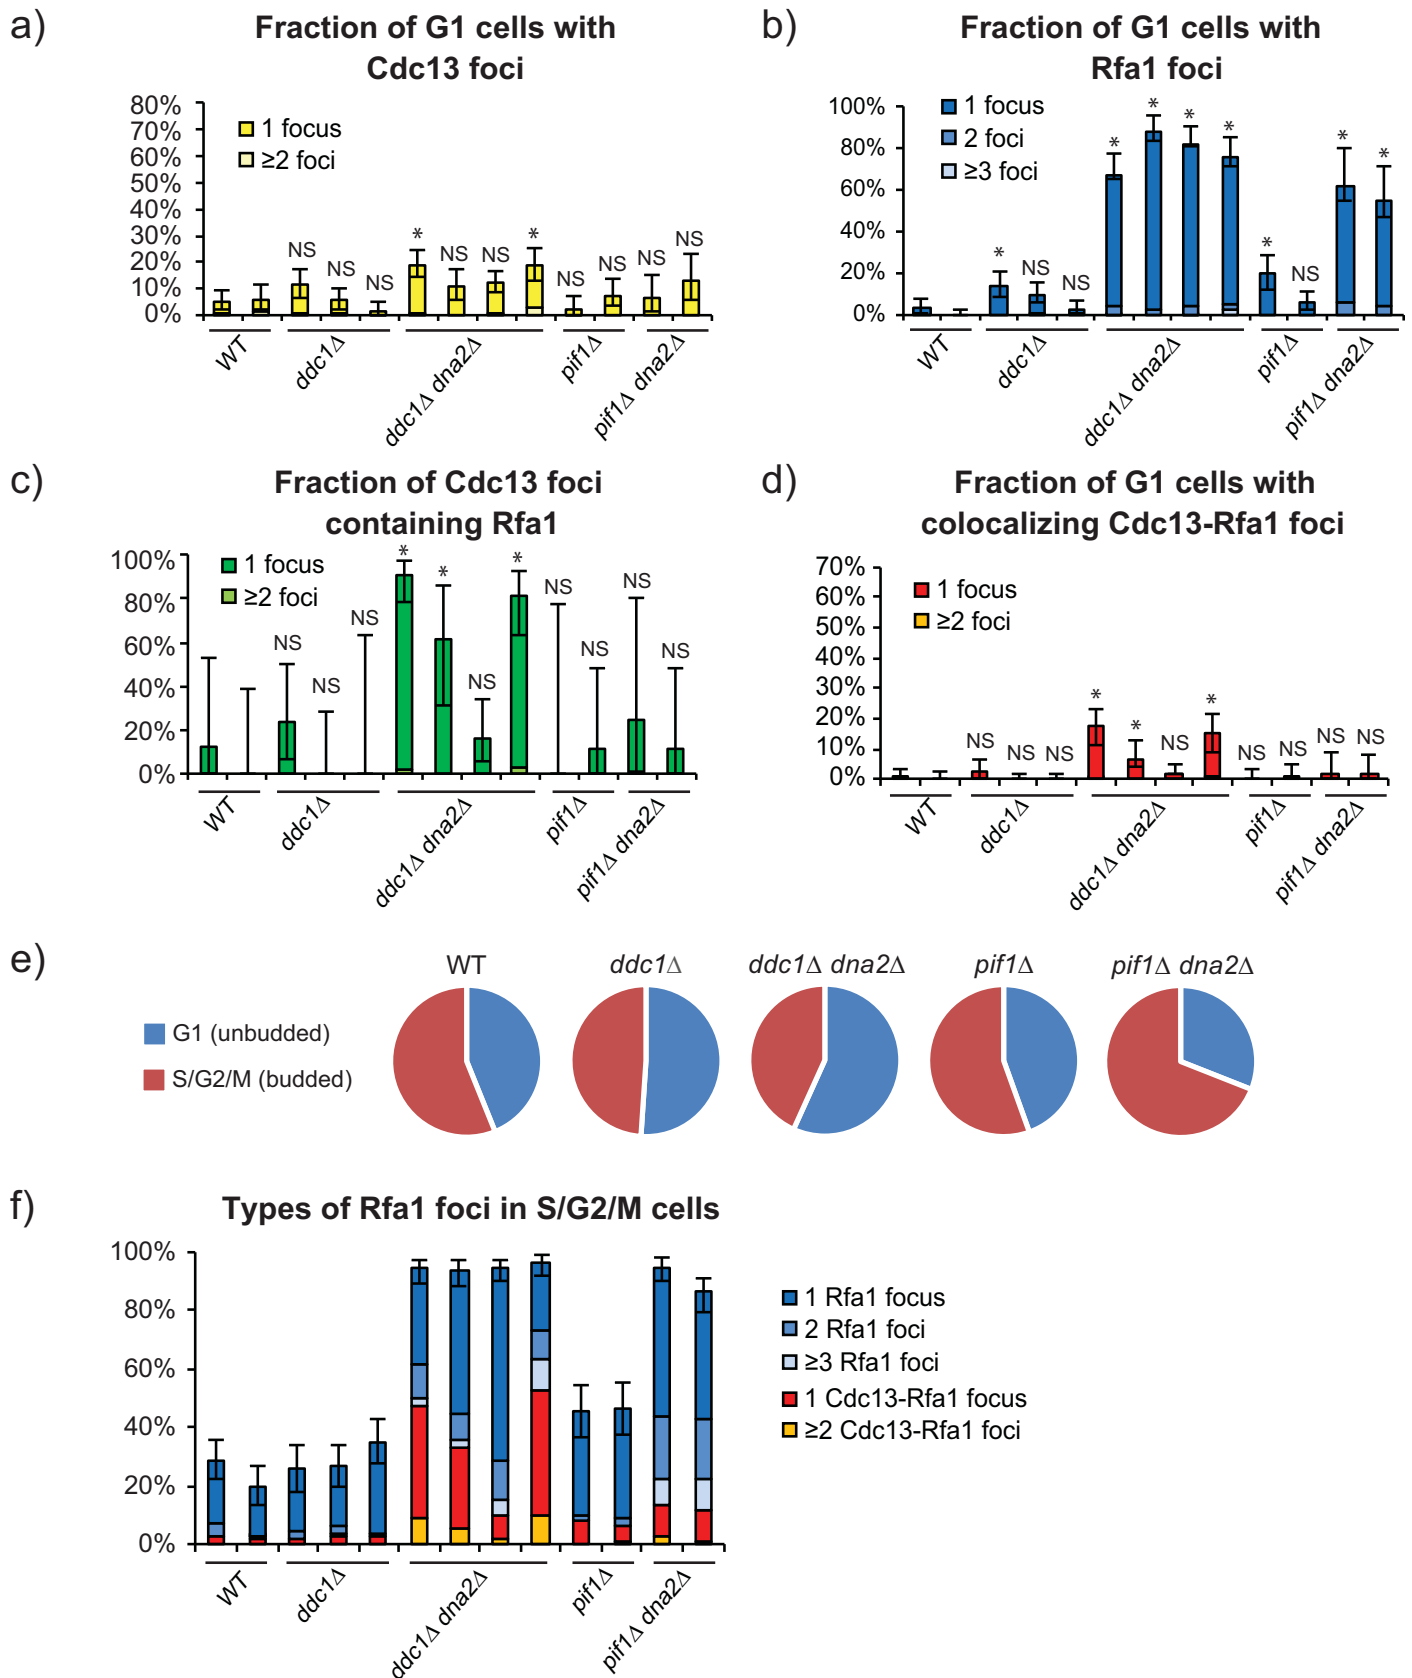 a)
Fraction of G1 cells with
Cdc13 foci
80%
70%
60%
50%
40%
30%
20%
10%
0%
1 focus
≥2 foci
NS
NS
NS
*
NS
NS
*
NS
NS
NS
NS
WT
ddc1Δ
ddc1Δ dna2Δ
pif1Δ
pif1Δ dna2Δ
b)
Fraction of G1 cells with
Rfa1 foci
100%
80%
60%
40%
20%
0%
1 focus
2 foci
≥3 foci
*
NS
NS
*
*
*
*
*
NS
*
*
WT
ddc1Δ
ddc1Δ dna2Δ
pif1Δ
pif1Δ dna2Δ
c)
Fraction of Cdc13 foci
containing Rfa1
100%
80%
60%
40%
20%
0%
1 focus
≥2 foci
NS
NS
NS
*
*
NS
*
NS
NS
NS
NS
WT
ddc1Δ
ddc1Δ dna2Δ
pif1Δ
pif1Δ dna2Δ
d)
Fraction of G1 cells with
colocalizing Cdc13-Rfa1 foci
70%
60%
50%
40%
30%
20%
10%
0%
1 focus
≥2 foci
NS
NS
NS
*
*
NS
*
NS
NS
NS
NS
WT
ddc1Δ
ddc1Δ dna2Δ
pif1Δ
pif1Δ dna2Δ
e)
WT
ddc1Δ
ddc1Δ dna2Δ
pif1Δ
pif1Δ dna2Δ
G1 (unbudded)
S/G2/M (budded)
f)
Types of Rfa1 foci in S/G2/M cells
100%
80%
60%
40%
20%
0%
1 Rfa1 focus
2 Rfa1 foci
≥3 Rfa1 foci
1 Cdc13-Rfa1 focus
≥2 Cdc13-Rfa1 foci
WT
ddc1Δ
ddc1Δ dna2Δ
pif1Δ
pif1Δ dna2Δ